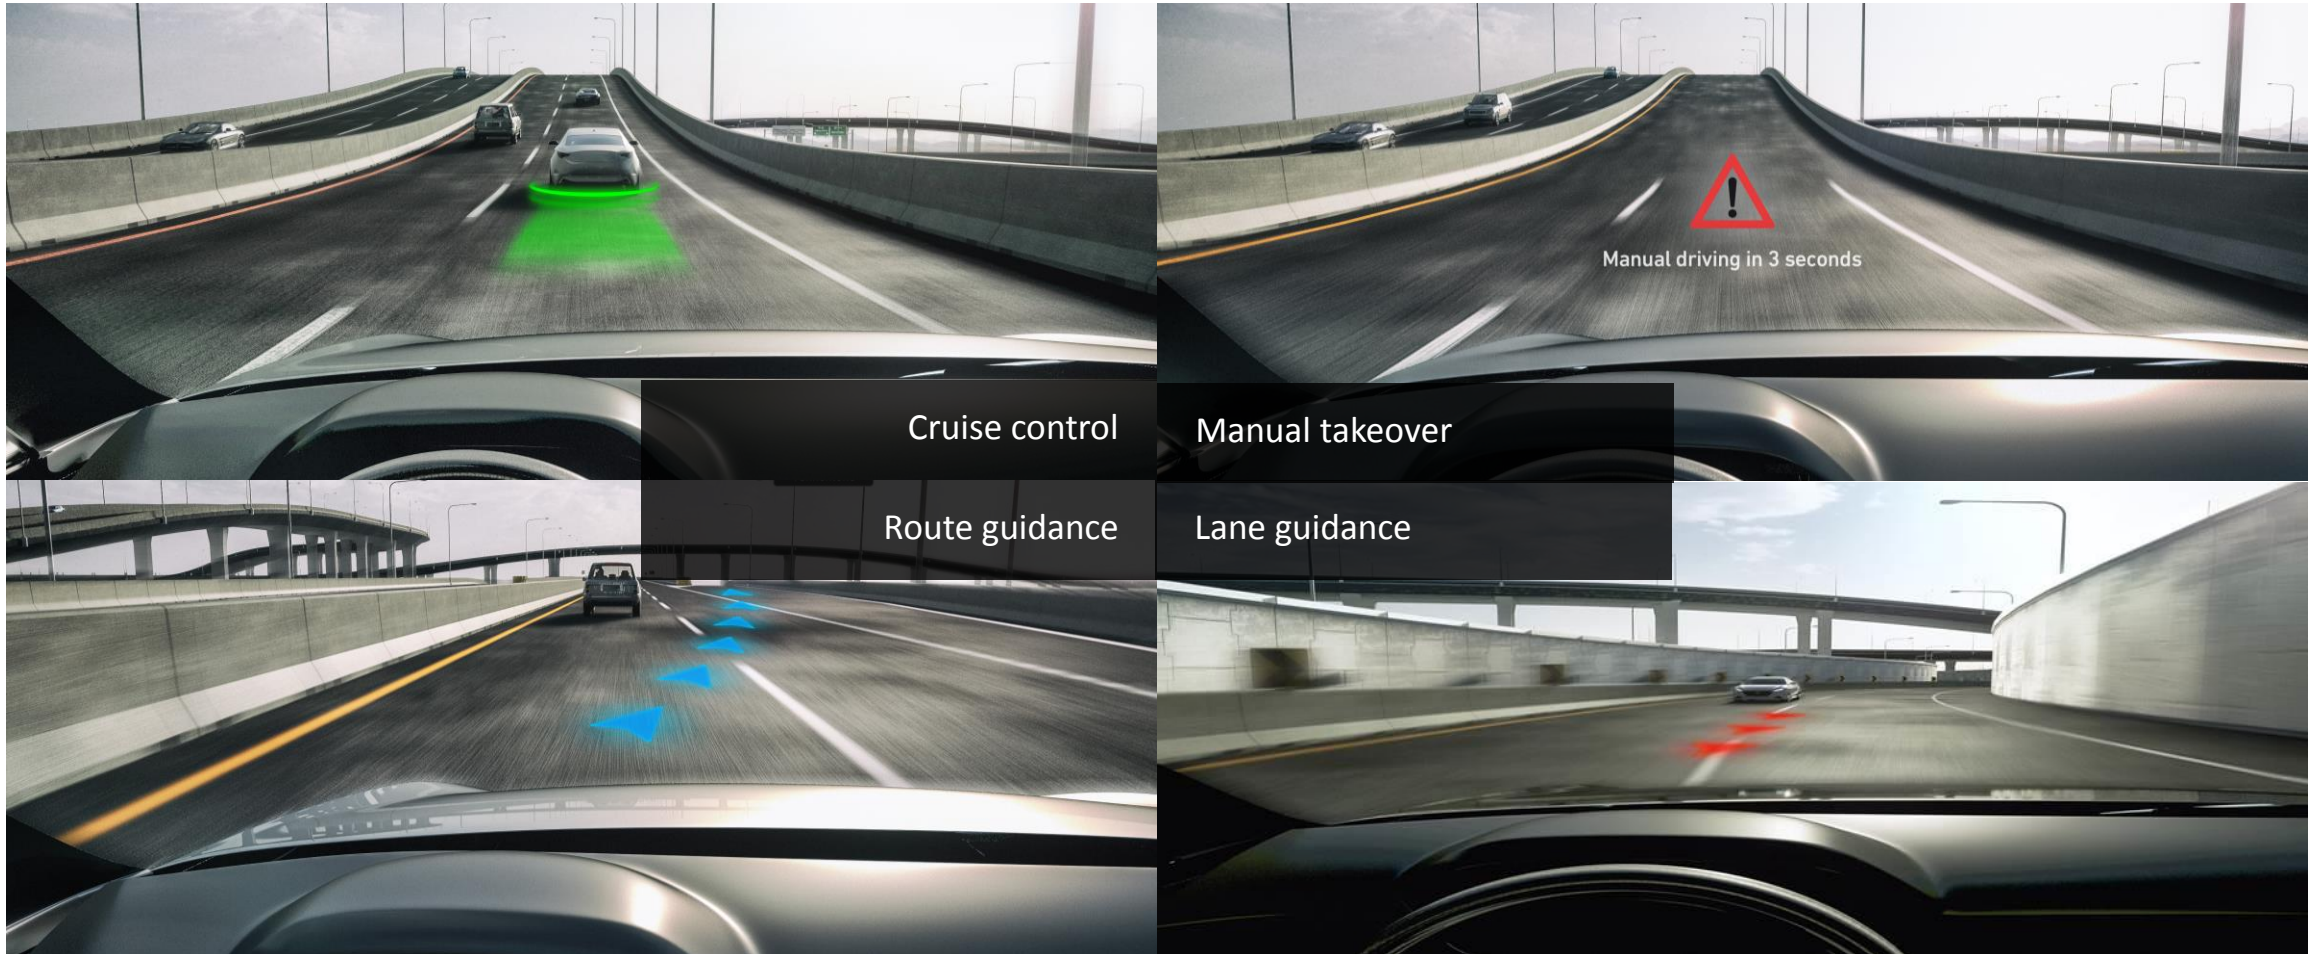 Manual driving in 3 seconds
Cruise control
Manual takeover
Route guidance
Lane guidance